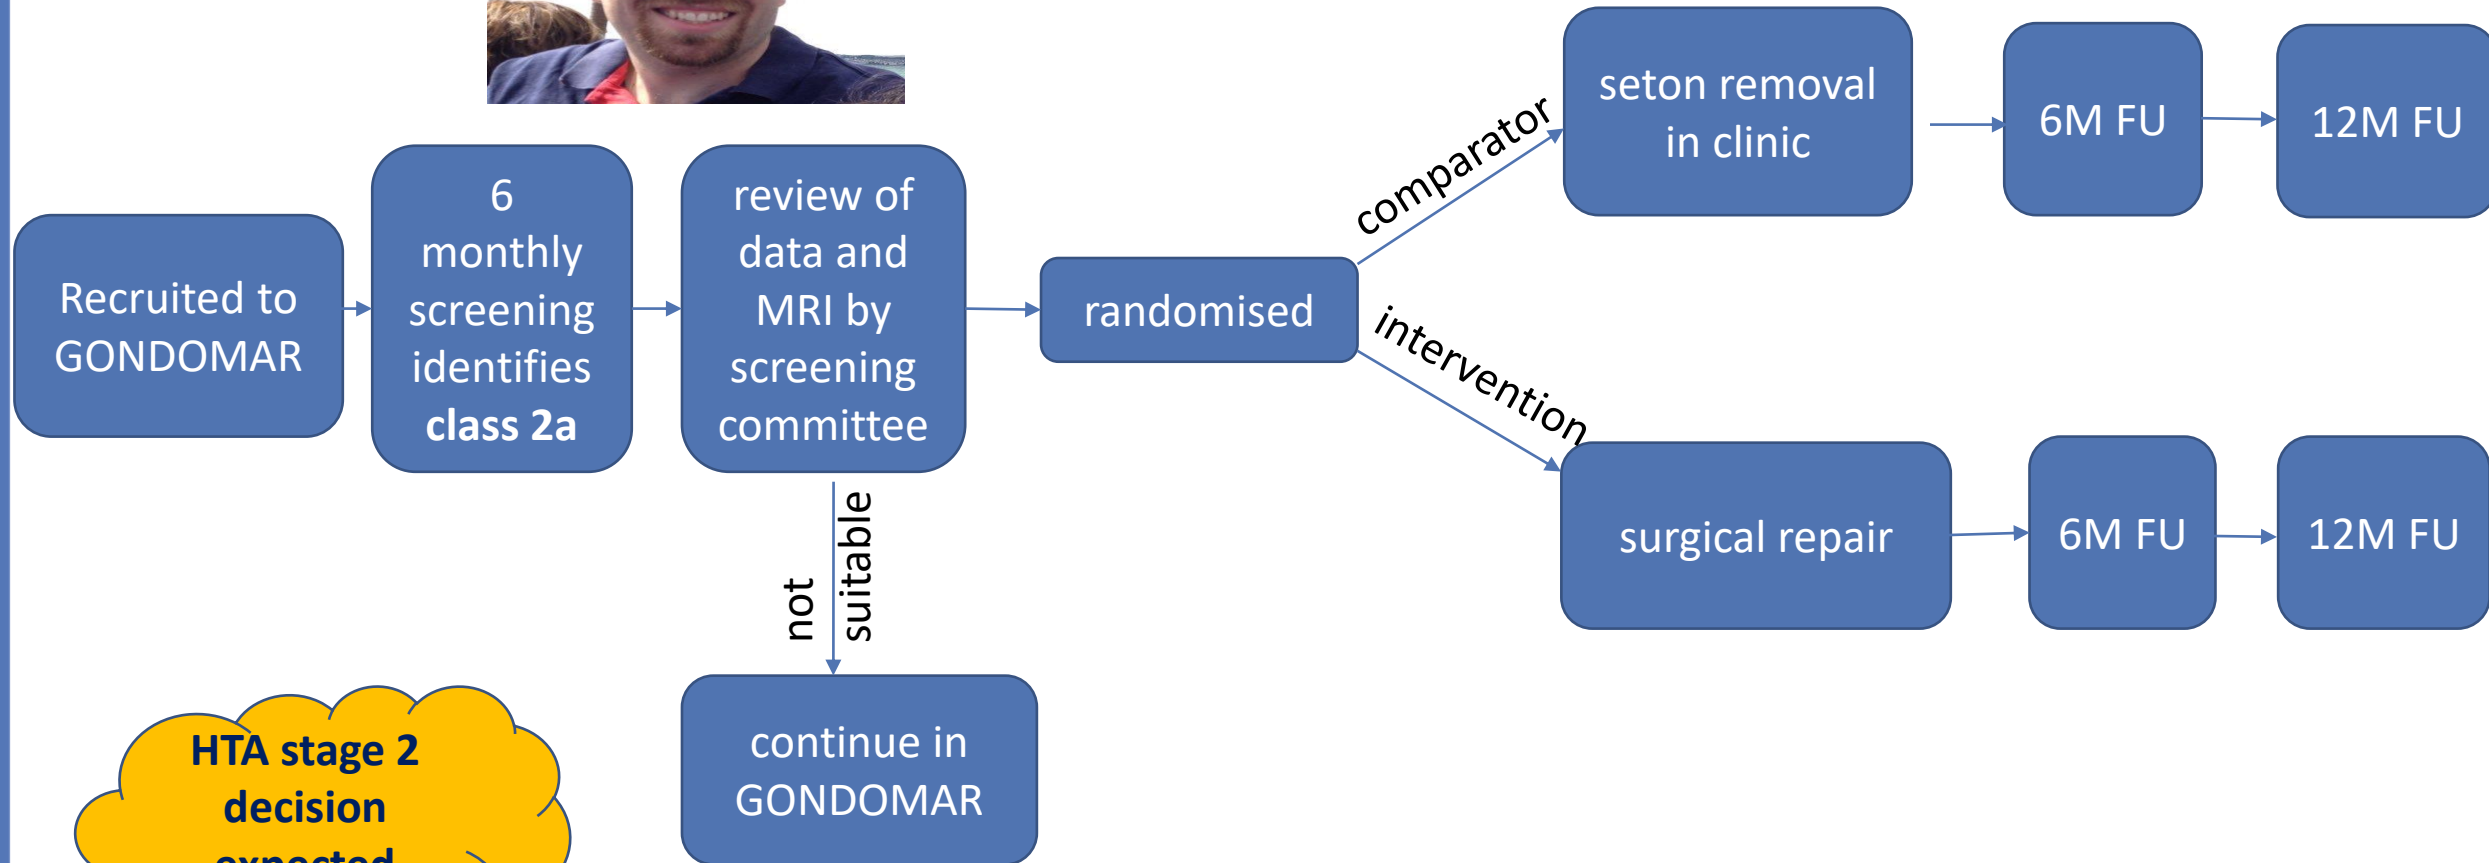 Recruited to
GONDOMAR
6
monthly
screening
identifies
class 2a
review of
data and
MRI by
screening
committee
not
suitable
continue in
GONDOMAR
randomised
comparator
seton removal
in clinic
6M FU
12M FU
intervention
surgical repair
6M FU
12M FU
HTA stage 2
decision
expected